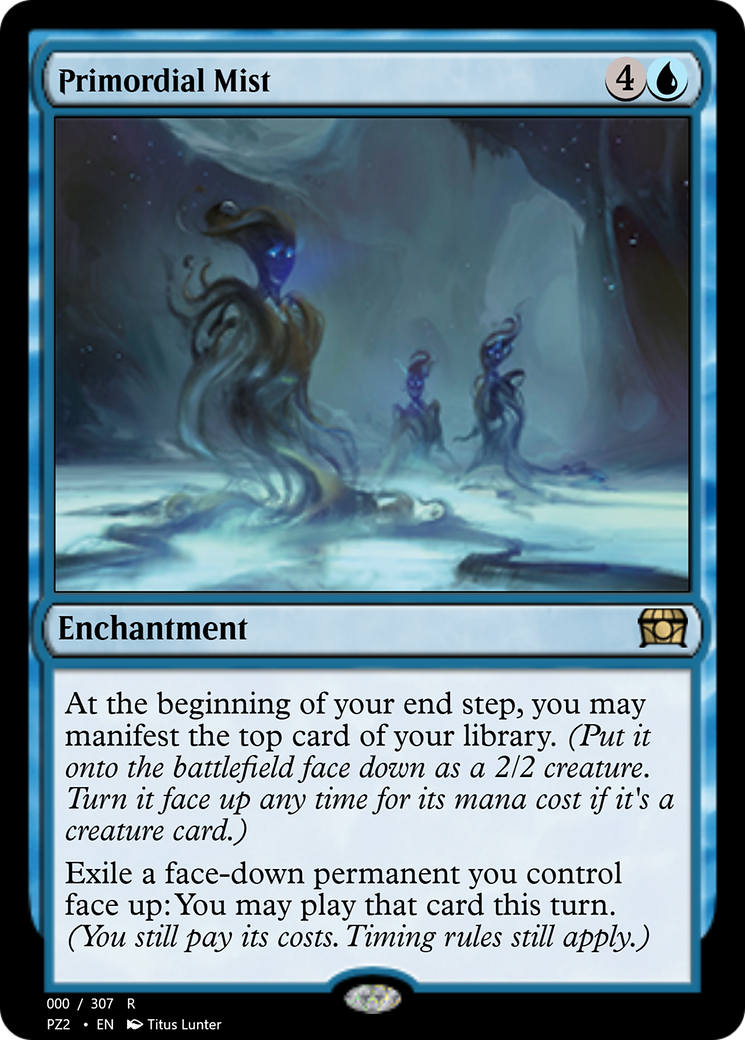 Primordial Mist
4
Enchantment
At the beginning of your end step, you may
manifest the top card of your library. (Put it
onto the battlefield face down as a 2/2 creature.
Turn it face up any time for its mana cost if it's a
creature card.)
Exile a face-down permanent you control
face up: You may play that card this turn.
(You still pay its costs. Timing rules still apply.)
000 / 307 R
PZ2 • EN Titus Lunter